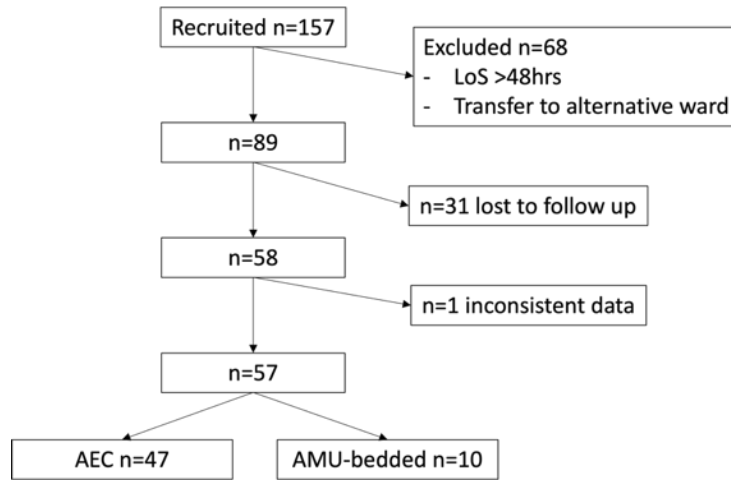 Recruited n=157
Excluded n=68
- LoS >48hrs
- Transfer to alternative ward
n=89
n=31 lost to follow up
n=58
n=1 inconsistent data
n=57
AEC n=47
AMU-bedded n=10